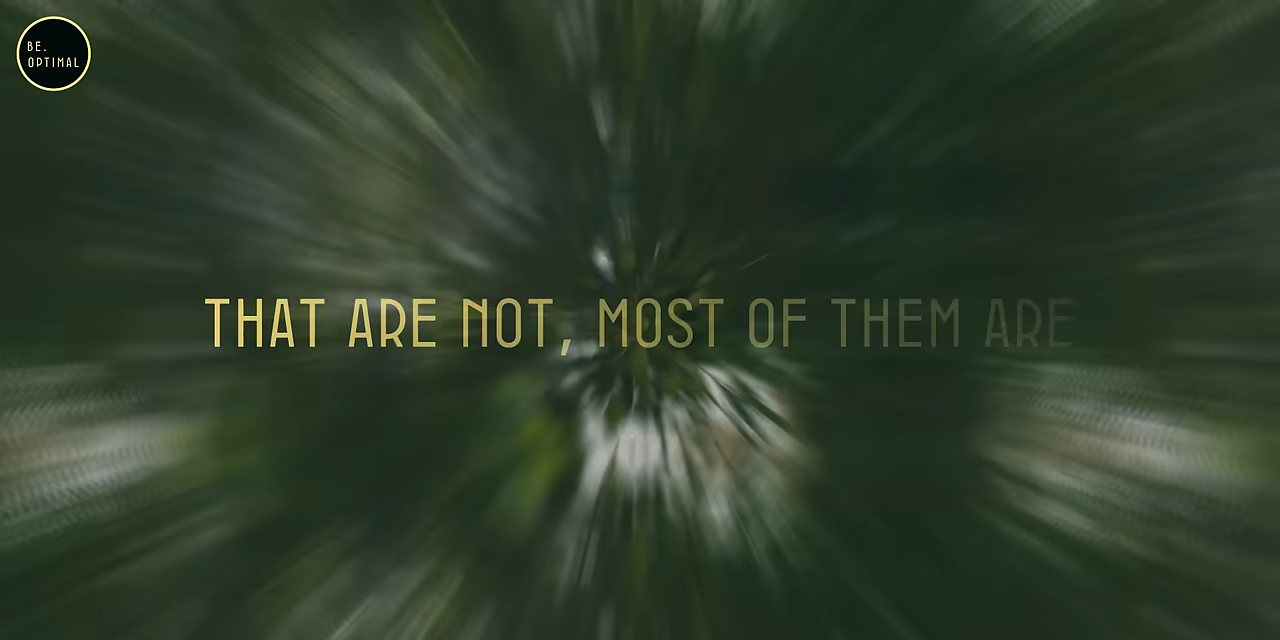 BE.
OPTIMAL
THAT ARE NOT, MOST OF THEM ARE